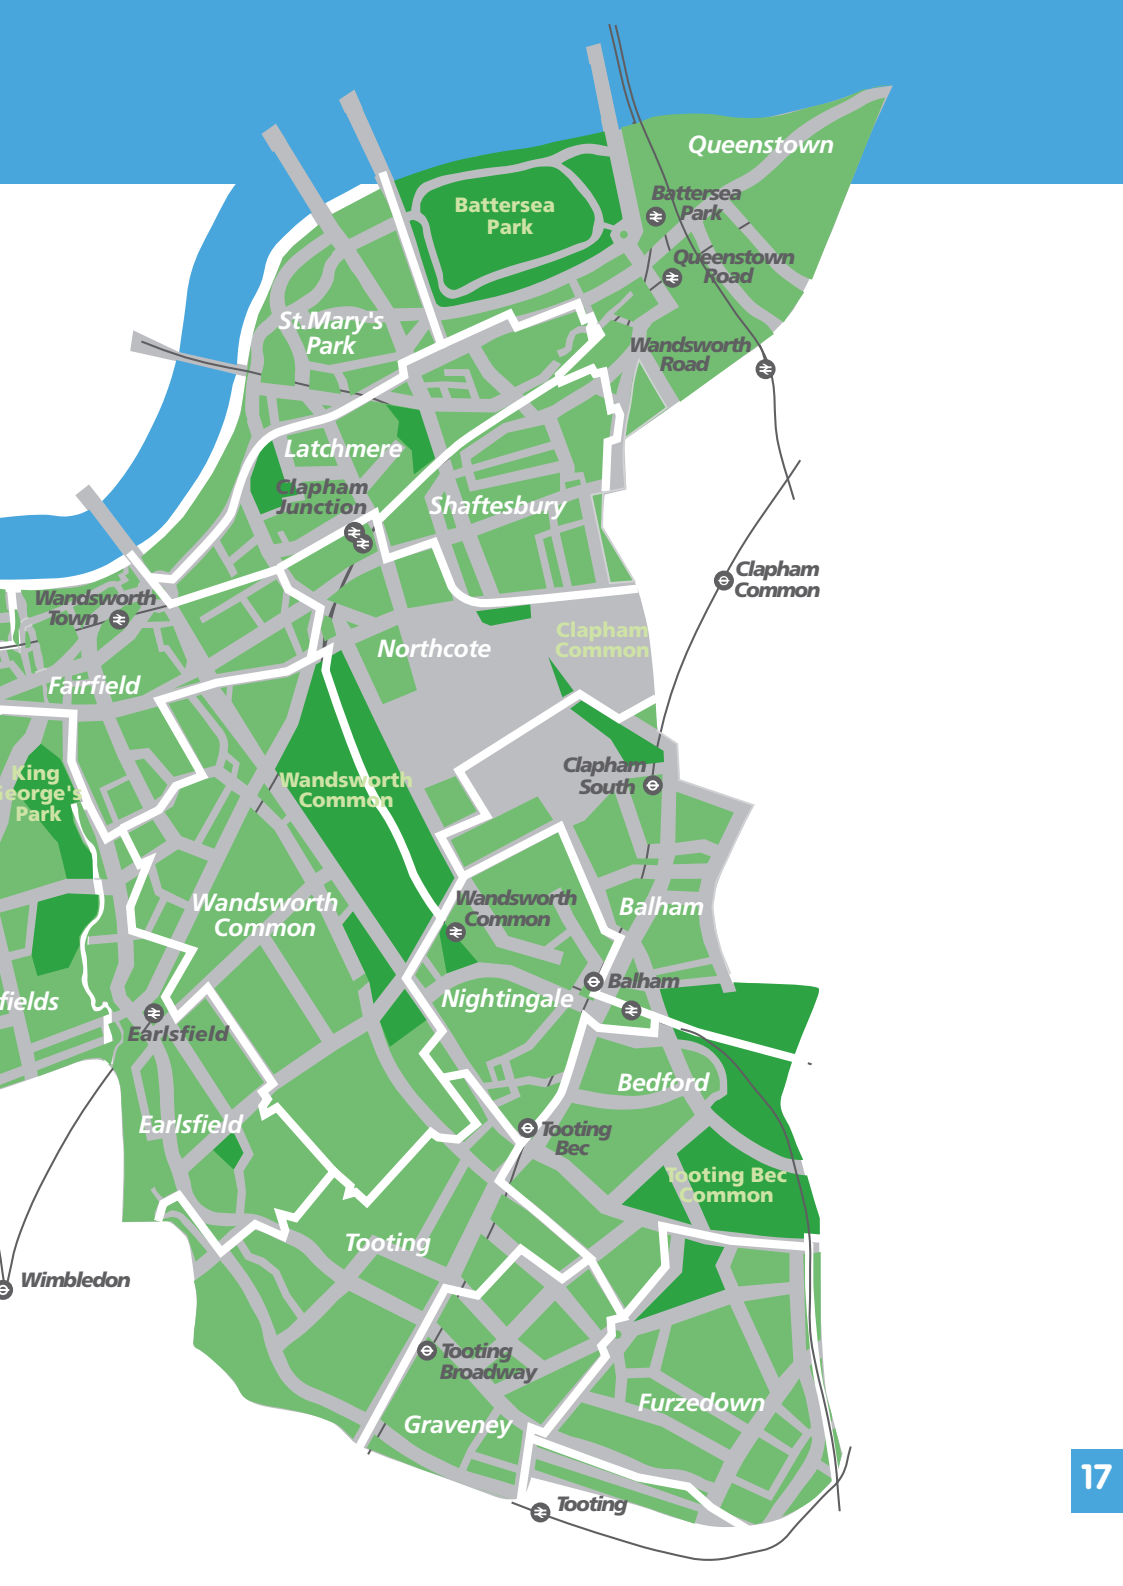 Queenstown
Battersea
Park
Battersea
Park
Queenstown
Road
St.Mary's
Park
Wandsworth
Road
Latchmere
Clapham
Junction
Shaftesbury
Clapham
Common
Wandsworth
Town
Clapham
Common
Northcote
Fairfield
King
eorge's
Park
Clapham
South
Wandsworth
Common
Wandsworth
Common
Wandsworth
Common
Balham
Balham
Nightingale
fields
Earlsfield
Bedford
Earlsfield
Tooting
Bec
Tooting Bec
Common
Tooting
Wimbledon
Tooting
Broadway
Furzedown
Graveney
17
Tooting